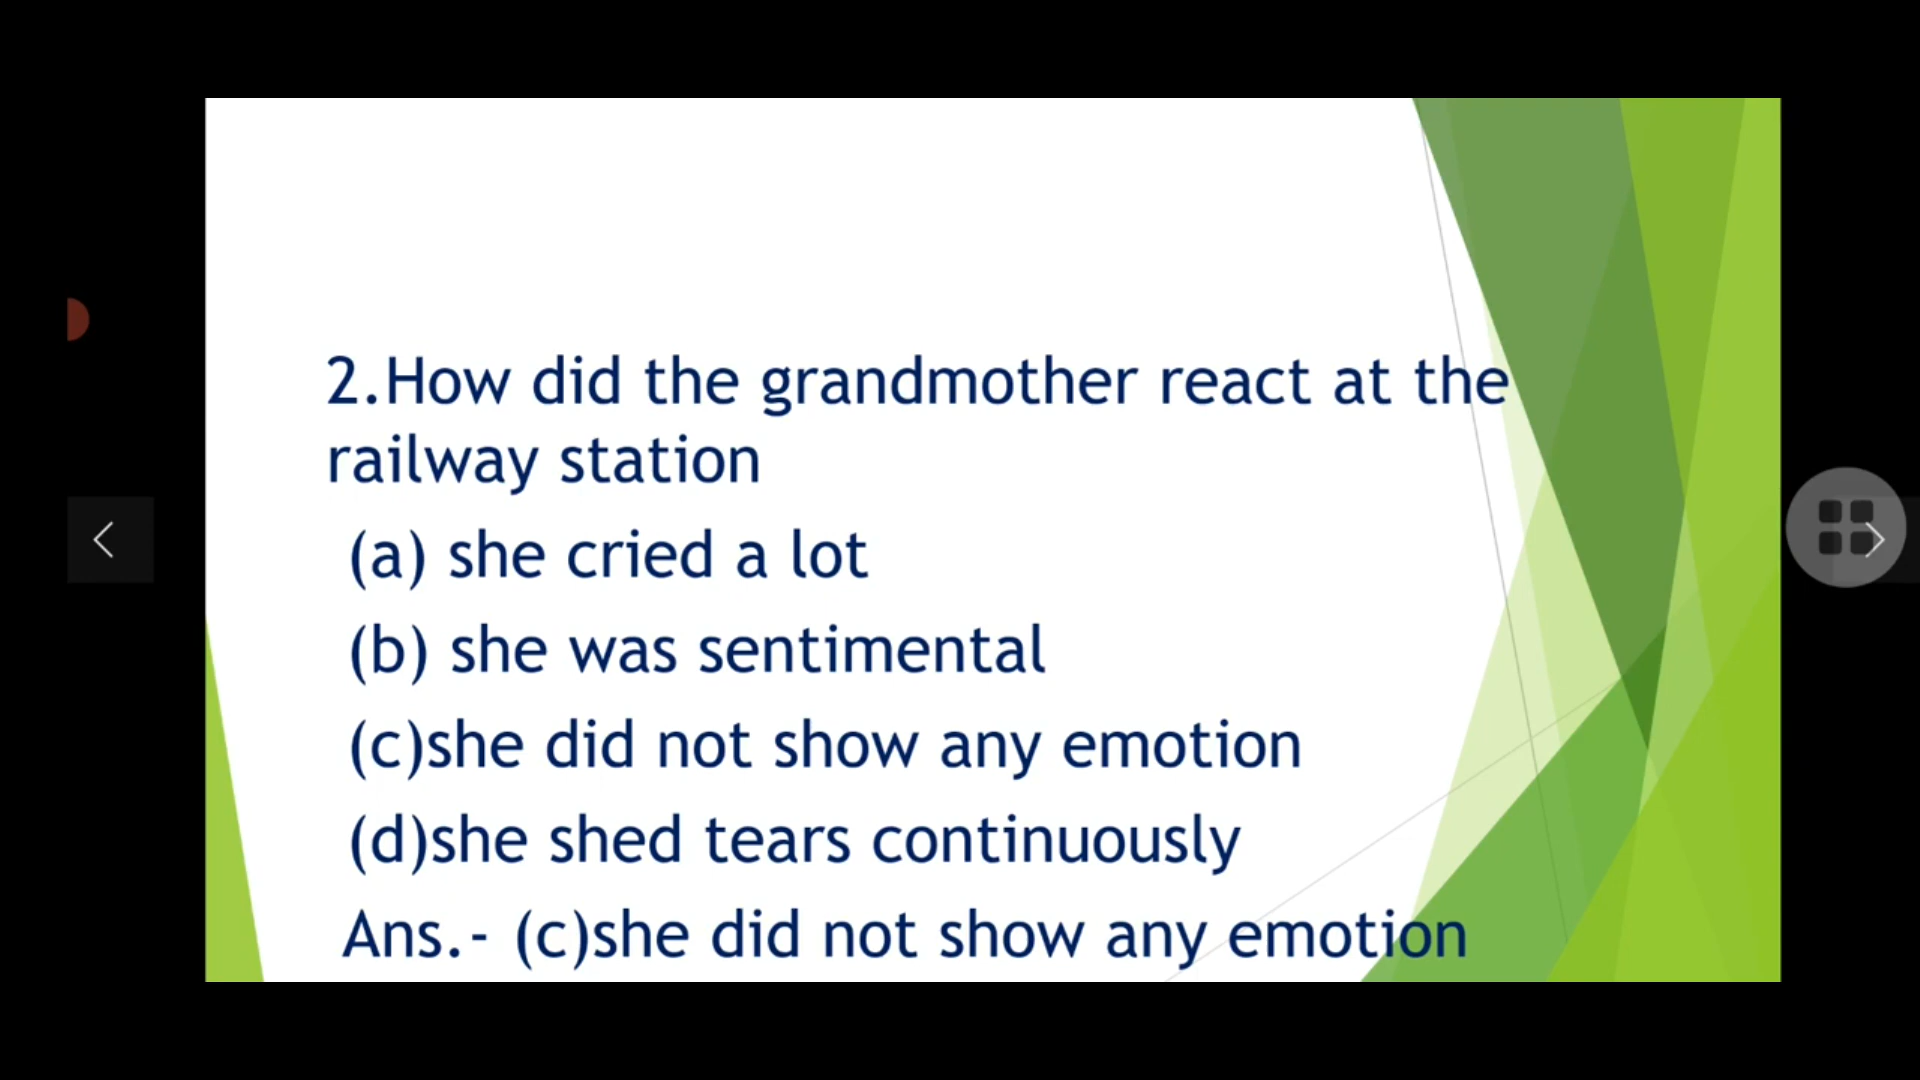 2.How did the grandmother react at the
railway station
(a) she cried a lot
(b) she was sentimental
(c)she did not show any emotion
(d)she shed tears continuously
Ans.- (c)she did not show any emotion